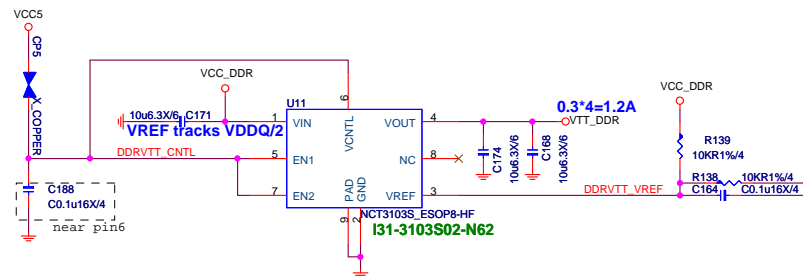 VCC5
CP5
X_COPPER
VCC_DDR
10u6.3X/6
C171
VREF tracks VDDQ/2
DDRVTT_CNTL
C188
C0.1u16X/4
near pin6
U11
6
1
VIN
VCNTL
VOUT
4
5
EN1
NC
8
7
EN2
PAD
GND
VREF
3
9
2
NCT3103S_ESOP8-HF
I31-3103S02-N62
0.3*4=1.2A
VTT_DDR
C174
10u6.3X/6
C168
10u6.3X/6
DDRVTT_VREF
VCC_DDR
R139
10KR1%/4
R138
10KR1%/4
C164
C0.1u16X/4